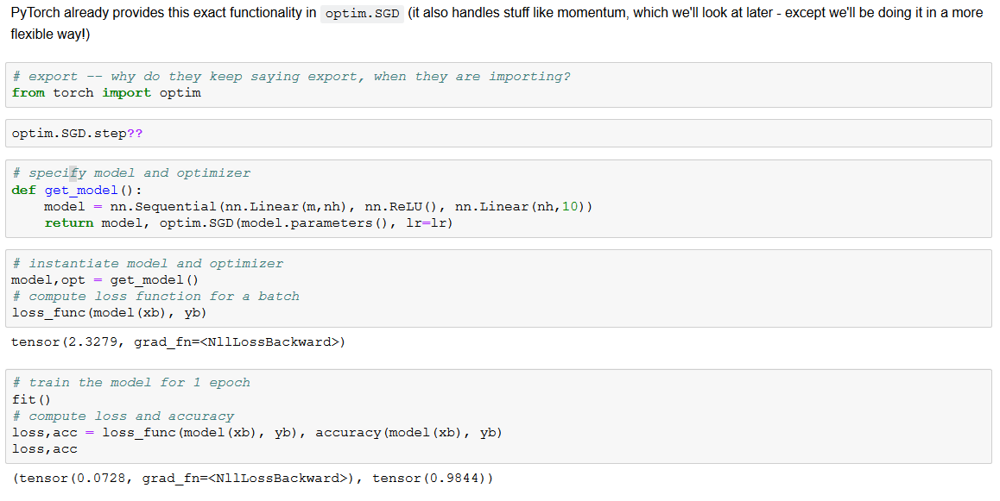 PyTorch already provides this exact functionality in optim.SGD (it also handles stuff like momentum, which we'll look at later - except we'll be doing it in a more
flexible way!)
# export -- why do they keep saying export, when they are importing?
from torch import optim
optim.SGD.step??
# specify model and optimizer
def get_model():
    model = nn.Sequential(nn.Linear(m,nh), nn.ReLU(), nn.Linear(nh,10))
    return model, optim.SGD(model.parameters(), lr=lr)
# instantiate model and optimizer
model,opt = get_model()
# compute loss function for a batch
loss_func(model(xb), yb)
tensor(2.3279, grad_fn=<NllLossBackward>)
# train the model for 1 epoch
fit()
# compute loss and accuracy
loss,acc = loss_func(model(xb), yb), accuracy(model(xb), yb)
loss,acc
(tensor(0.0728, grad_fn=<NllLossBackward>), tensor(0.9844))